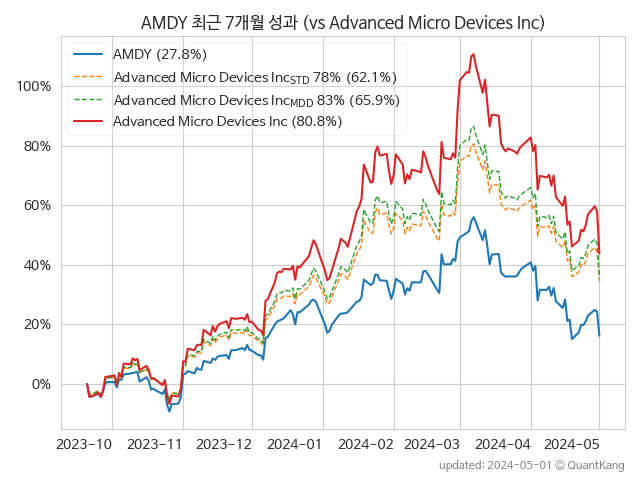 AMDY 최근 7개월 성과 (vs Advanced Micro Devices Inc)
AMDY (27.8%)
Advanced Micro Devices IncSTD 78% (62.1%)
Advanced Micro Devices IncMDD 83% (65.9%)
Advanced Micro Devices Inc (80.8%)
100%
80%
60%
40%
20%
0%
2023-10 2023-11 2023-12 2024-01 2024-02 2024-03 2024-04 2024-05
updated: 2024-05-01 © QuantKang